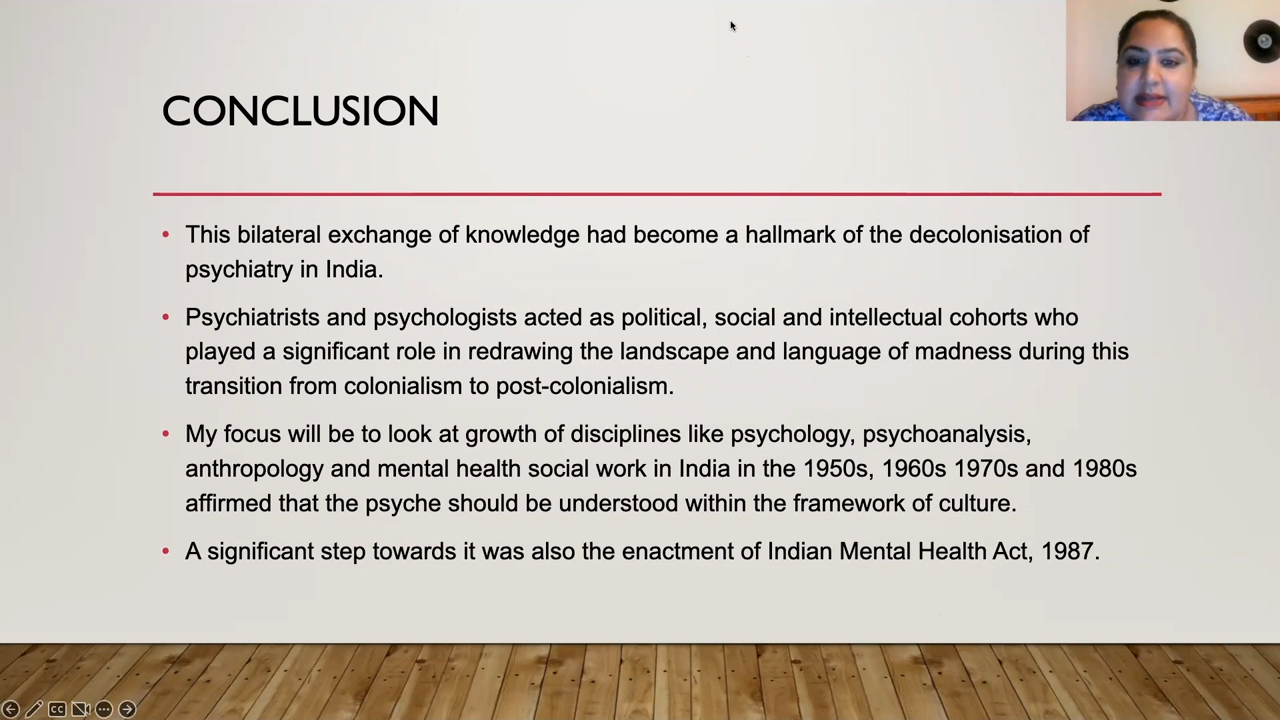 CONCLUSION
• This bilateral exchange of knowledge had become a hallmark of the decolonisation of
psychiatry in India.
• Psychiatrists and psychologists acted as political, social and intellectual cohorts who
played a significant role in redrawing the landscape and language of madness during this
transition from colonialism to post-colonialism.
• My focus will be to look at growth of disciplines like psychology, psychoanalysis,
anthropology and mental health social work in India in the 1950s, 1960s 1970s and 1980s
affirmed that the psyche should be understood within the framework of culture.
• A significant step towards it was also the enactment of Indian Mental Health Act, 1987.
CC